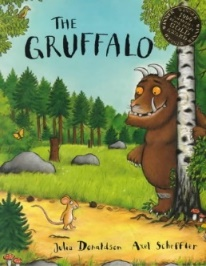 THE
GRUFFALO
Julia Donaldson Axel Scheffler